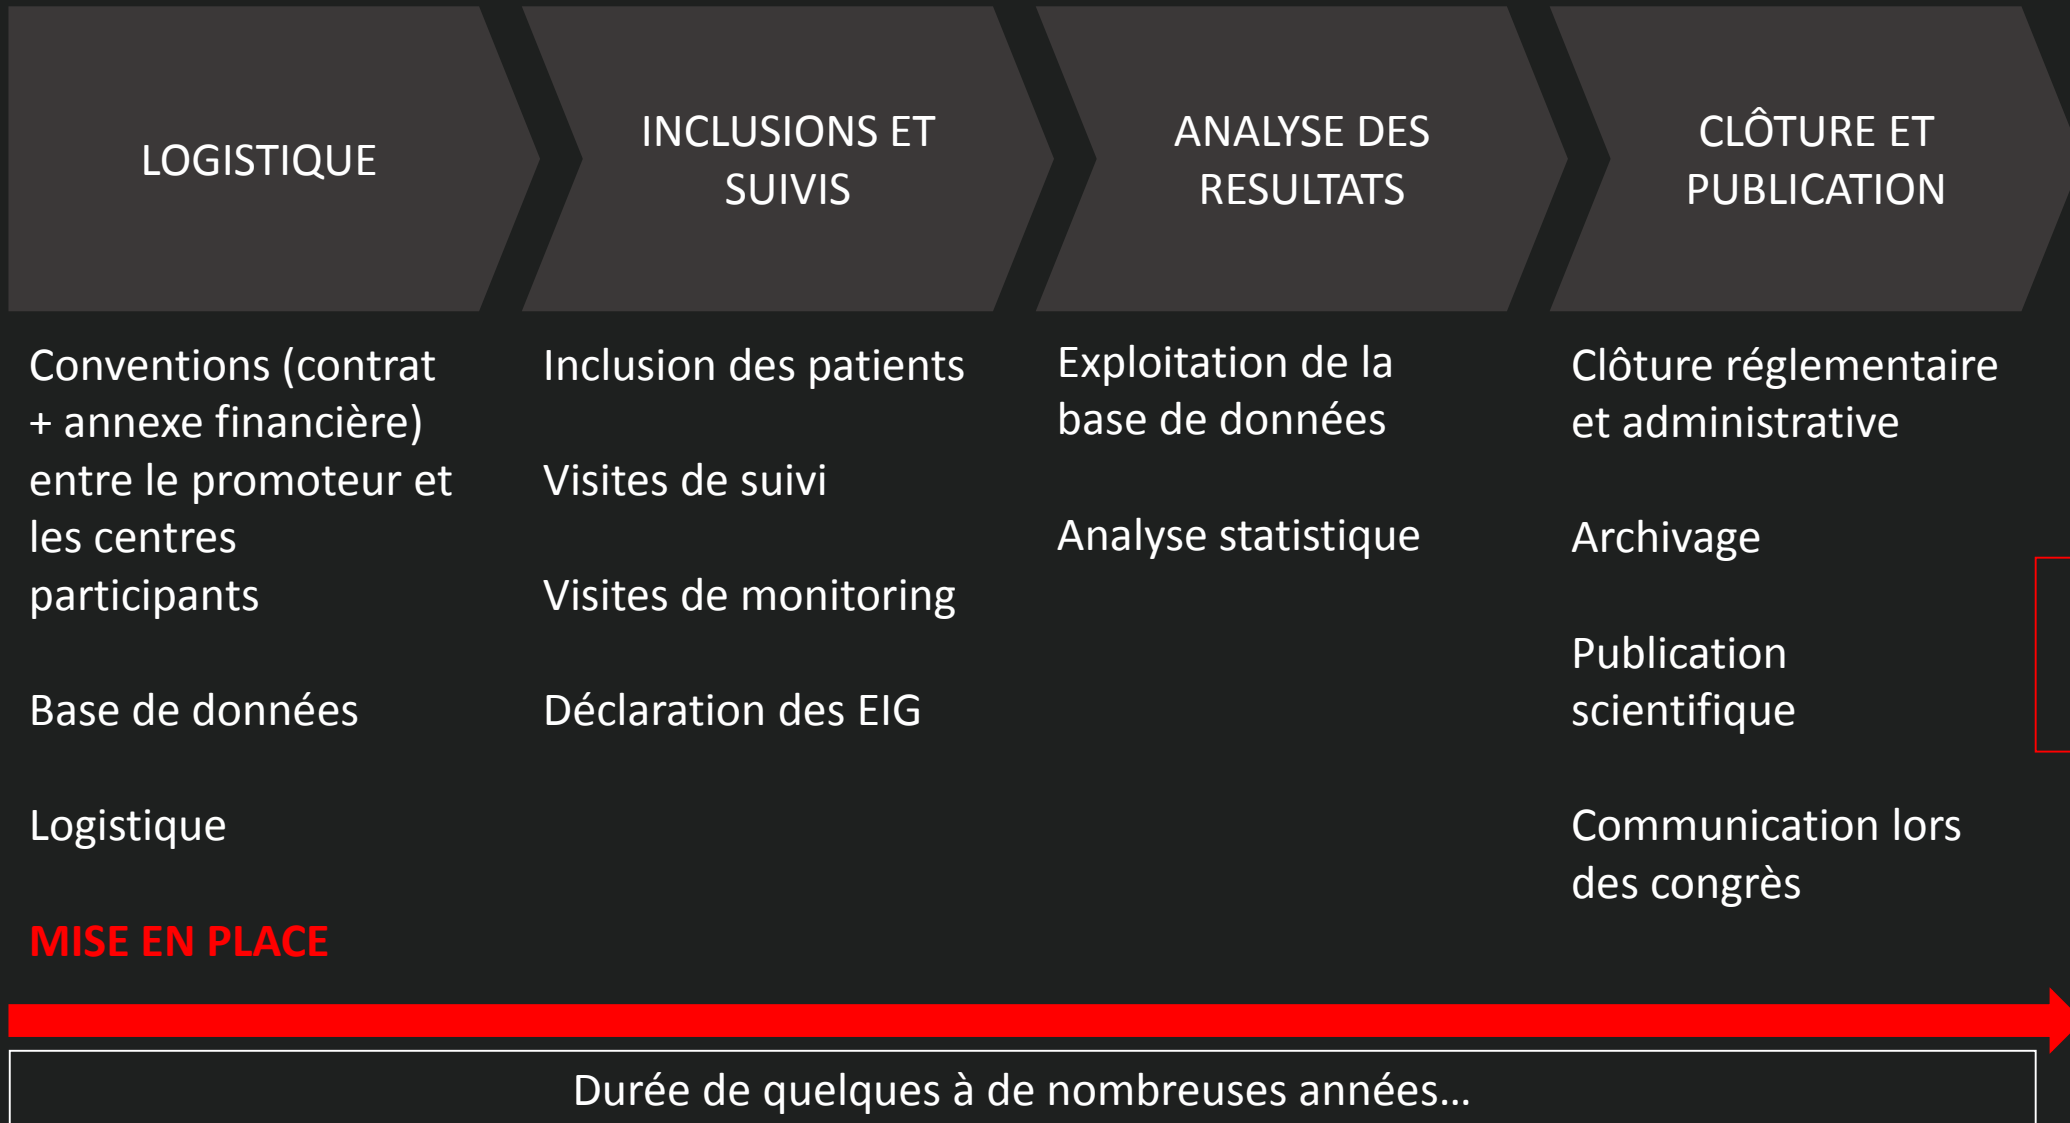 LOGISTIQUE
INCLUSIONS ET
SUIVIS
ANALYSE DES
RESULTATS
CLÔTURE ET
PUBLICATION
Conventions (contrat
+ annexe financière)
entre le promoteur et
les centres
participants
Base de données
Logistique
MISE EN PLACE
Inclusion des patients
Visites de suivi
Visites de monitoring
Déclaration des EIG
Exploitation de la
base de données
Analyse statistique
Clôture réglementaire
et administrative
Archivage
Publication
scientifique
Communication lors
des congrès
Durée de quelques à de nombreuses années…